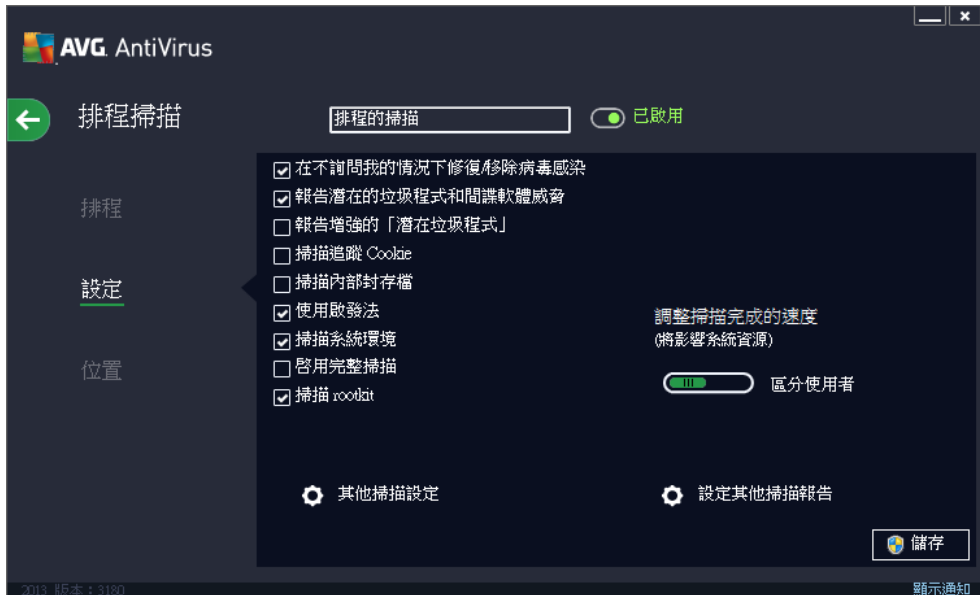 AVG. AntiVirus
排程掃描
排程的掃描
已啟用
排程
設定
位置
在不詢問我的情況下修復/移除病毒感染
報告潛在的垃圾程式和間諜軟體威脅
報告增強的「潛在垃圾程式」
掃描追蹤 Cookie
掃描內部封存檔
使用啟發法
掃描系統環境
啓用完整掃描
掃描 rootkit
調整掃描完成的速度
(將影響系統資源)
區分使用者
其他掃描設定
設定其他掃描報告
儲存
2013 版本：3180
顯示通知